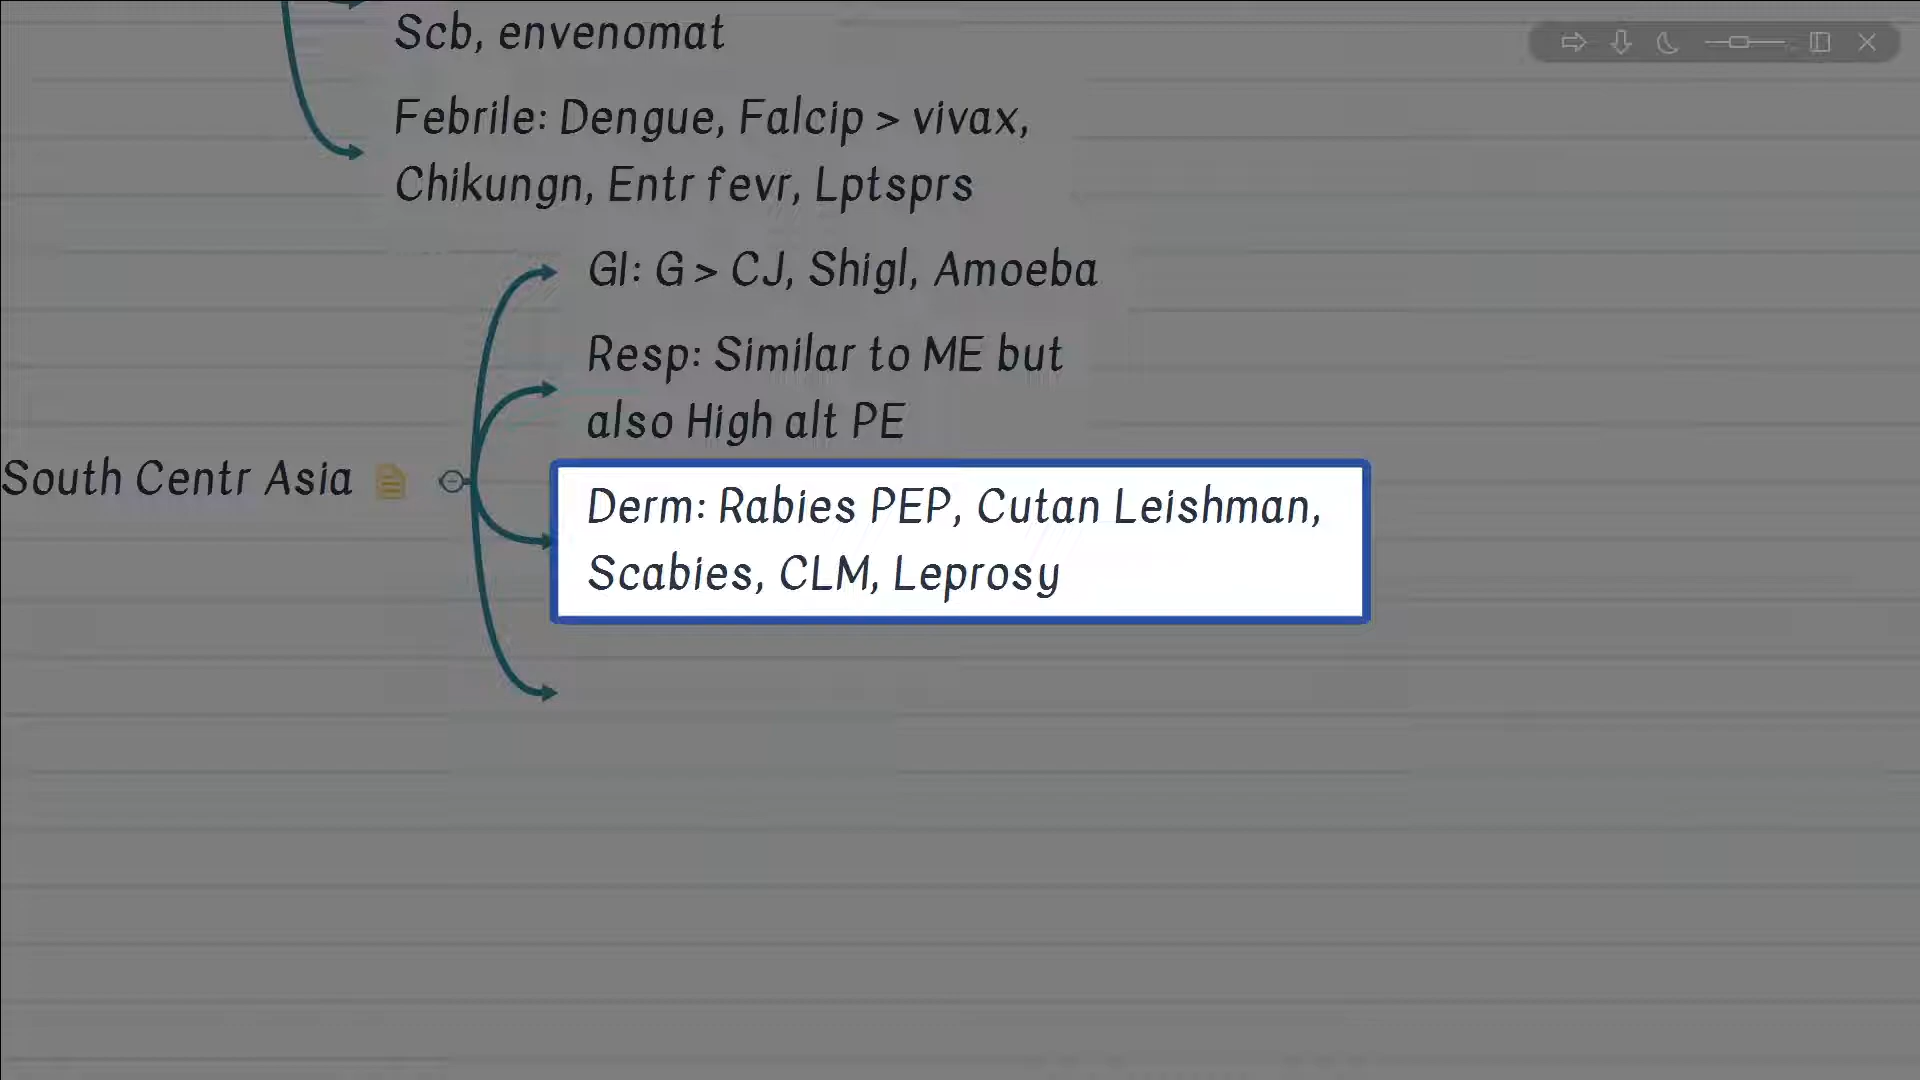 Scb, envenomat
Febrile: Dengue, Falcip > vivax,
Chikungn, Entr fevr, Lptsprs
GI: G > CJ, Shigl, Amoeba
Resp: Similar to ME but
also High alt PE
South Centr Asia
Derm: Rabies PEP, Cutan Leishman,
Scabies, CLM, Leprosy